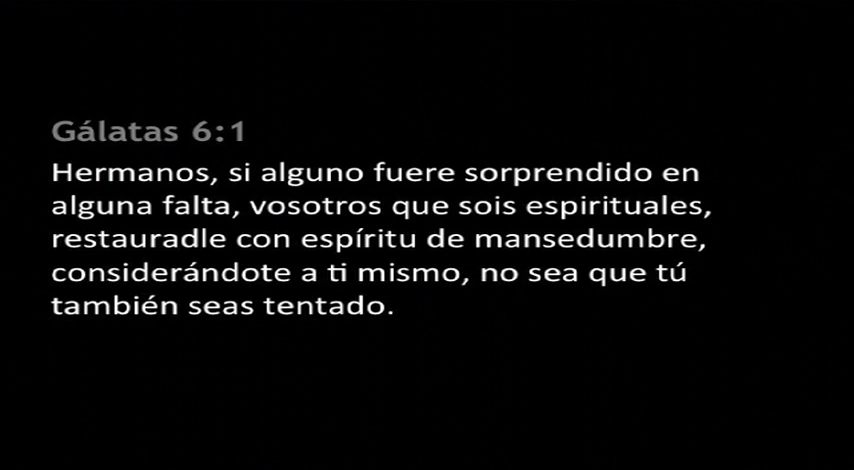 Gálatas 6:1
Hermanos, si alguno fuere sorprendido en
alguna falta, vosotros que sois espirituales,
restauradle con espíritu de mansedumbre,
considerándote a ti mismo, no sea que tú
también seas tentado.